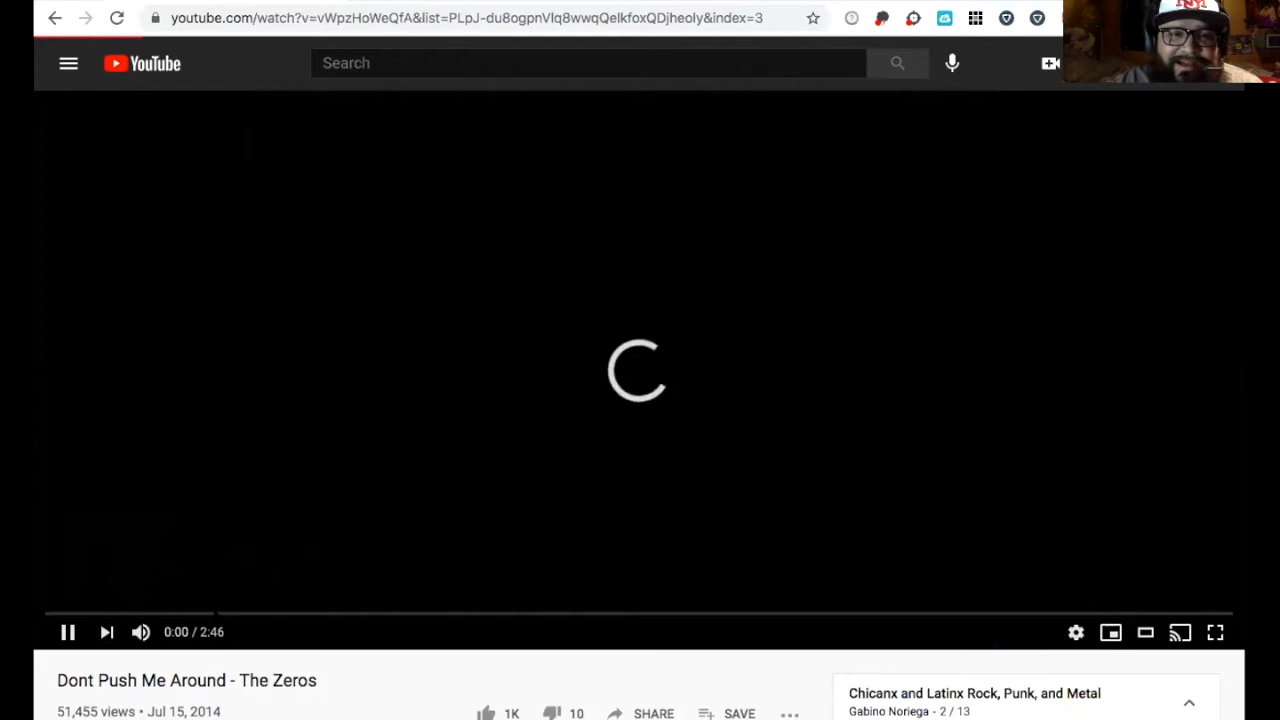 youtube.com/watch?v=vWpzHoWeQfA&list=PLpJ-du8ogpnVlq8wwqQelkfoxQDjheoly&index=3
YouTube
Search
0:00 / 2:46
Dont Push Me Around - The Zeros
51,455 views • Jul 15, 2014
1K
10
SHARE
SAVE
Chicanx and Latinx Rock, Punk, and Metal
Gabino Noriega - 2 / 13